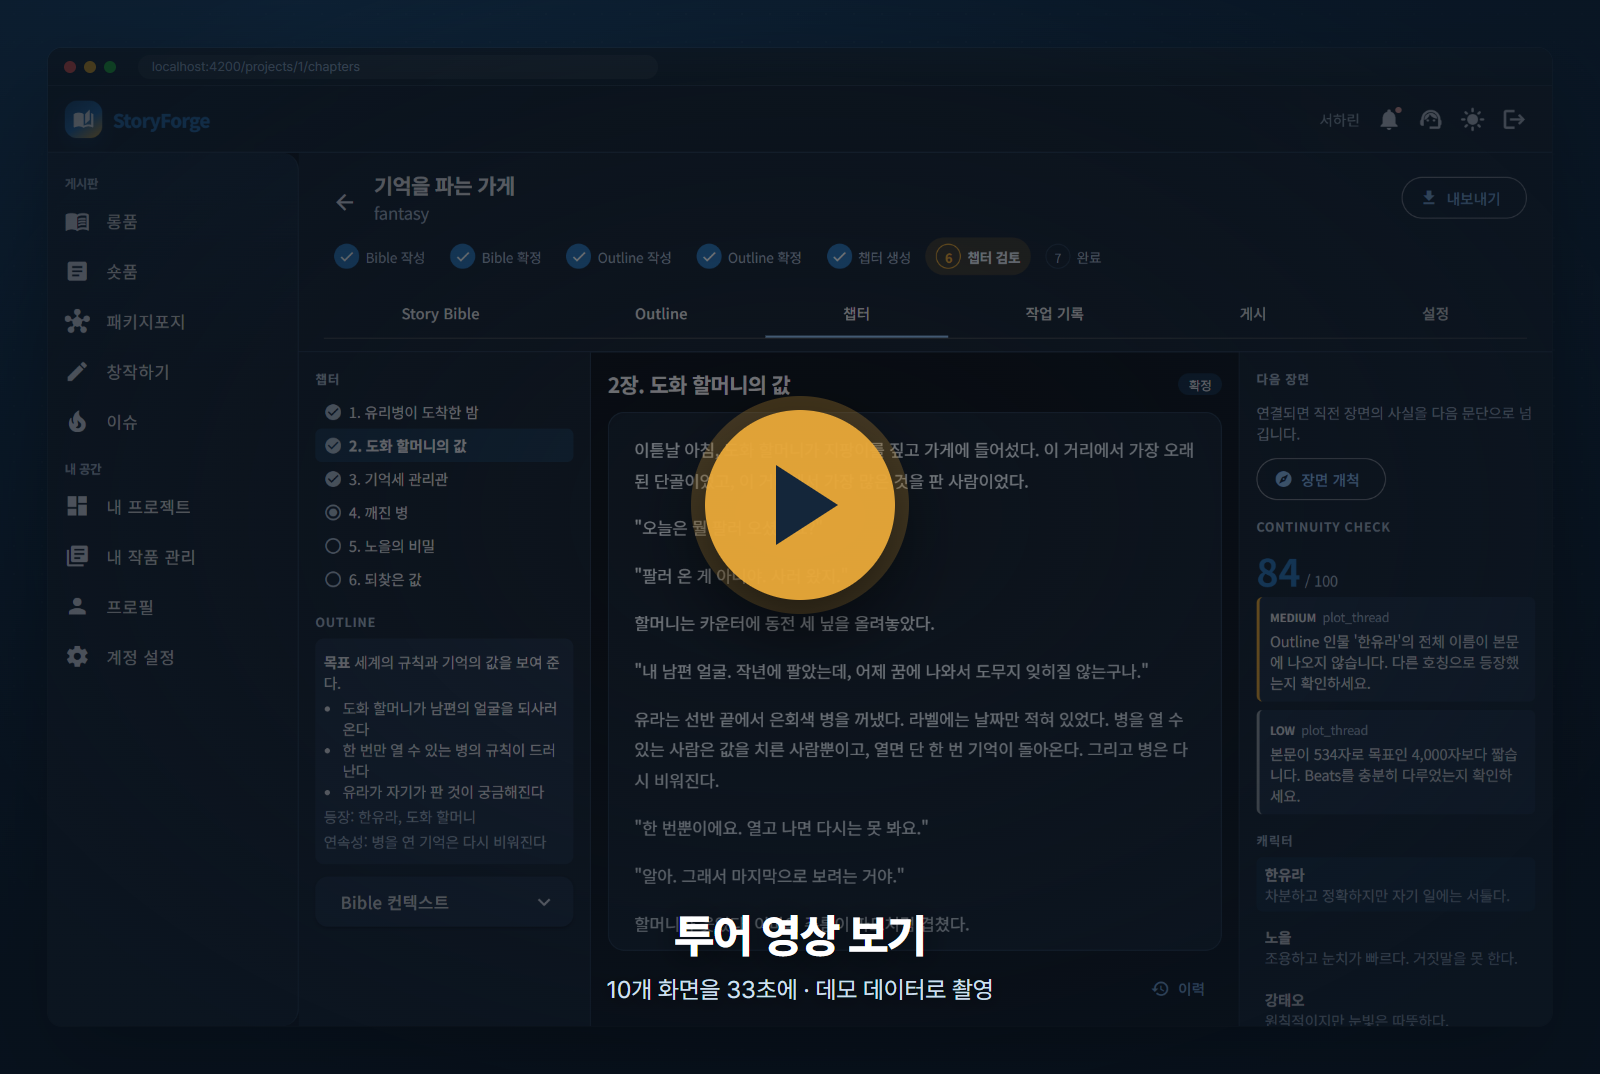 localhost:4200/projects/1/chapters
StoryForge
서하린
게시판
롱폼
숏폼
패키지포지
창작하기
이슈
내 공간
내 프로젝트
내 작품 관리
프로필
계정 설정
기억을 파는 가게
fantasy
내보내기
Bible 작성
Bible 확정
Outline 작성
Outline 확정
챕터 생성
6 챕터 검토
7 완료
Story Bible
Outline
챕터
작업 기록
게시
설정
챕터
1. 유리병이 도착한 밤
2. 도화 할머니의 값
3. 기억세 관리관
4. 깨진 병
5. 노을의 비밀
6. 되찾은 값
OUTLINE
목표 세계의 규칙과 기억의 값을 보여 준
다.
도화 할머니가 남편의 얼굴을 되사러
온다
한 번만 열 수 있는 병의 규칙이 드러
난다
유라가 자기가 판 것이 궁금해진다
등장: 한유라, 도화 할머니
연속성: 병을 연 기억은 다시 비워진다
Bible 컨텍스트
2장. 도화 할머니의 값
확정
이튿날 아침, 짚고 가게에 들어섰다. 이 거리에서 가장 오래
된 단골이 것을 판 사람이었다.
"오늘은
"팔러 온 게
할머니는 카운터에 동전 세 닢을 올려놓았다.
"내 남편 얼굴. 작년에 팔았는데, 어제 꿈에 나와서 도무지 잊히질 않는구나."
유라는 선반 끝에서 은회색 병을 꺼냈다. 라벨에는 날짜만 적혀 있었다. 병을 열 수
있는 사람은 값을 치른 사람뿐이고, 열면 단 한 번 기억이 돌아온다. 그리고 병은 다
시 비워진다.
"한 번뿐이에요. 열고 나면 다시는 못 봐요."
"알아. 그래서 마지막으로 보려는 거야."
할머니 겹쳤다.
투어 영상 보기
10개 화면을 33초에 · 데모 데이터로 촬영
이력
다음 장면
연결되면 직전 장면의 사실을 다음 문단으로 넘
깁니다.
장면 개척
CONTINUITY CHECK
84 / 100
MEDIUM plot_thread
Outline 인물 '한유라'의 전체 이름이 본문
에 나오지 않습니다. 다른 호칭으로 등장했
는지 확인하세요.
LOW plot_thread
본문이 534자로 목표인 4,000자보다 짧습
니다. Beats를 충분히 다루었는지 확인하
세요.
캐릭터
한유라
차분하고 정확하지만 자기 일에는 서툴다.
노을
조용하고 눈치가 빠르다. 거짓말을 못 한다.
강태오
원칙적이지만 눈빛은 따뜻하다.